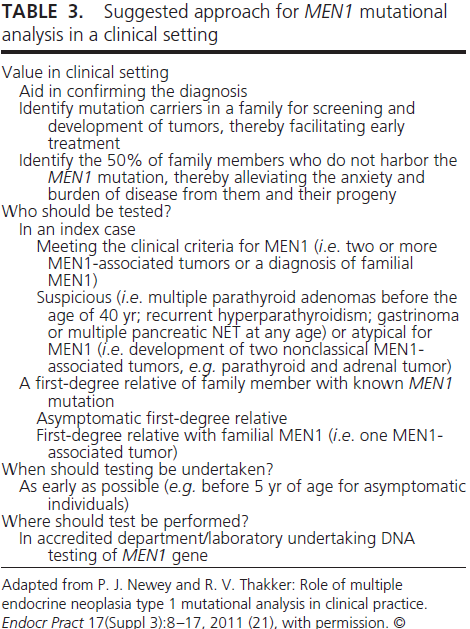 TABLE 3. Suggested approach for MEN1 mutational
analysis in a clinical setting
Value in clinical setting
Aid in confirming the diagnosis
Identify mutation carriers in a family for screening and
development of tumors, thereby facilitating early
treatment
Identify the 50% of family members who do not harbor the
MEN1 mutation, thereby alleviating the anxiety and
burden of disease from them and their progeny
Who should be tested?
In an index case
Meeting the clinical criteria for MEN1 (i.e. two or more
MEN1-associated tumors or a diagnosis of familial
MEN1)
Suspicious (i.e. multiple parathyroid adenomas before the
age of 40 yr; recurrent hyperparathyroidism; gastrinoma
or multiple pancreatic NET at any age) or atypical for
MEN1 (i.e. development of two nonclassical MEN1-
associated tumors, e.g. parathyroid and adrenal tumor)
A first-degree relative of family member with known MEN1
mutation
Asymptomatic first-degree relative
First-degree relative with familial MEN1 (i.e. one MEN1-
associated tumor)
When should testing be undertaken?
As early as possible (e.g. before 5 yr of age for asymptomatic
individuals)
Where should test be performed?
In accredited department/laboratory undertaking DNA
testing of MEN1 gene
Adapted from P. J. Newey and R. V. Thakker: Role of multiple
endocrine neoplasia type 1 mutational analysis in clinical practice.
Endocr Pract 17(Suppl 3):8–17, 2011 (21), with permission. ©